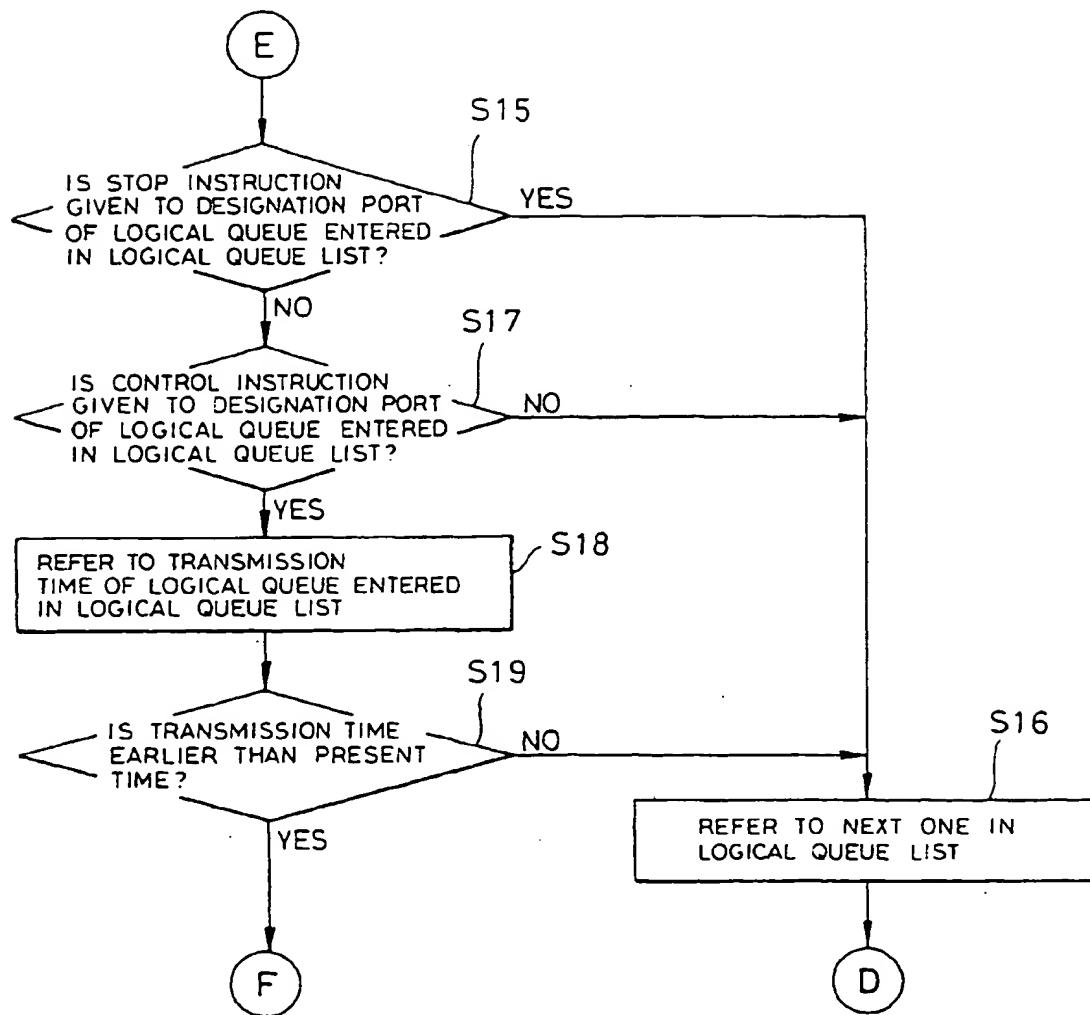 E
S15
IS STOP INSTRUCTION
GIVEN TO DESIGNATION PORT
OF LOGICAL QUEUE ENTERED
IN LOGICAL QUEUE LIST?
YES
NO
S17
IS CONTROL INSTRUCTION
GIVEN TO DESIGNATION PORT
OF LOGICAL QUEUE ENTERED
IN LOGICAL QUEUE LIST?
NO
YES
S18
REFER TO TRANSMISSION
TIME OF LOGICAL QUEUE ENTERED
IN LOGICAL QUEUE LIST
S19
IS TRANSMISSION TIME
EARLIER THAN PRESENT
TIME?
NO
YES
S16
REFER TO NEXT ONE IN
LOGICAL QUEUE LIST
F
D